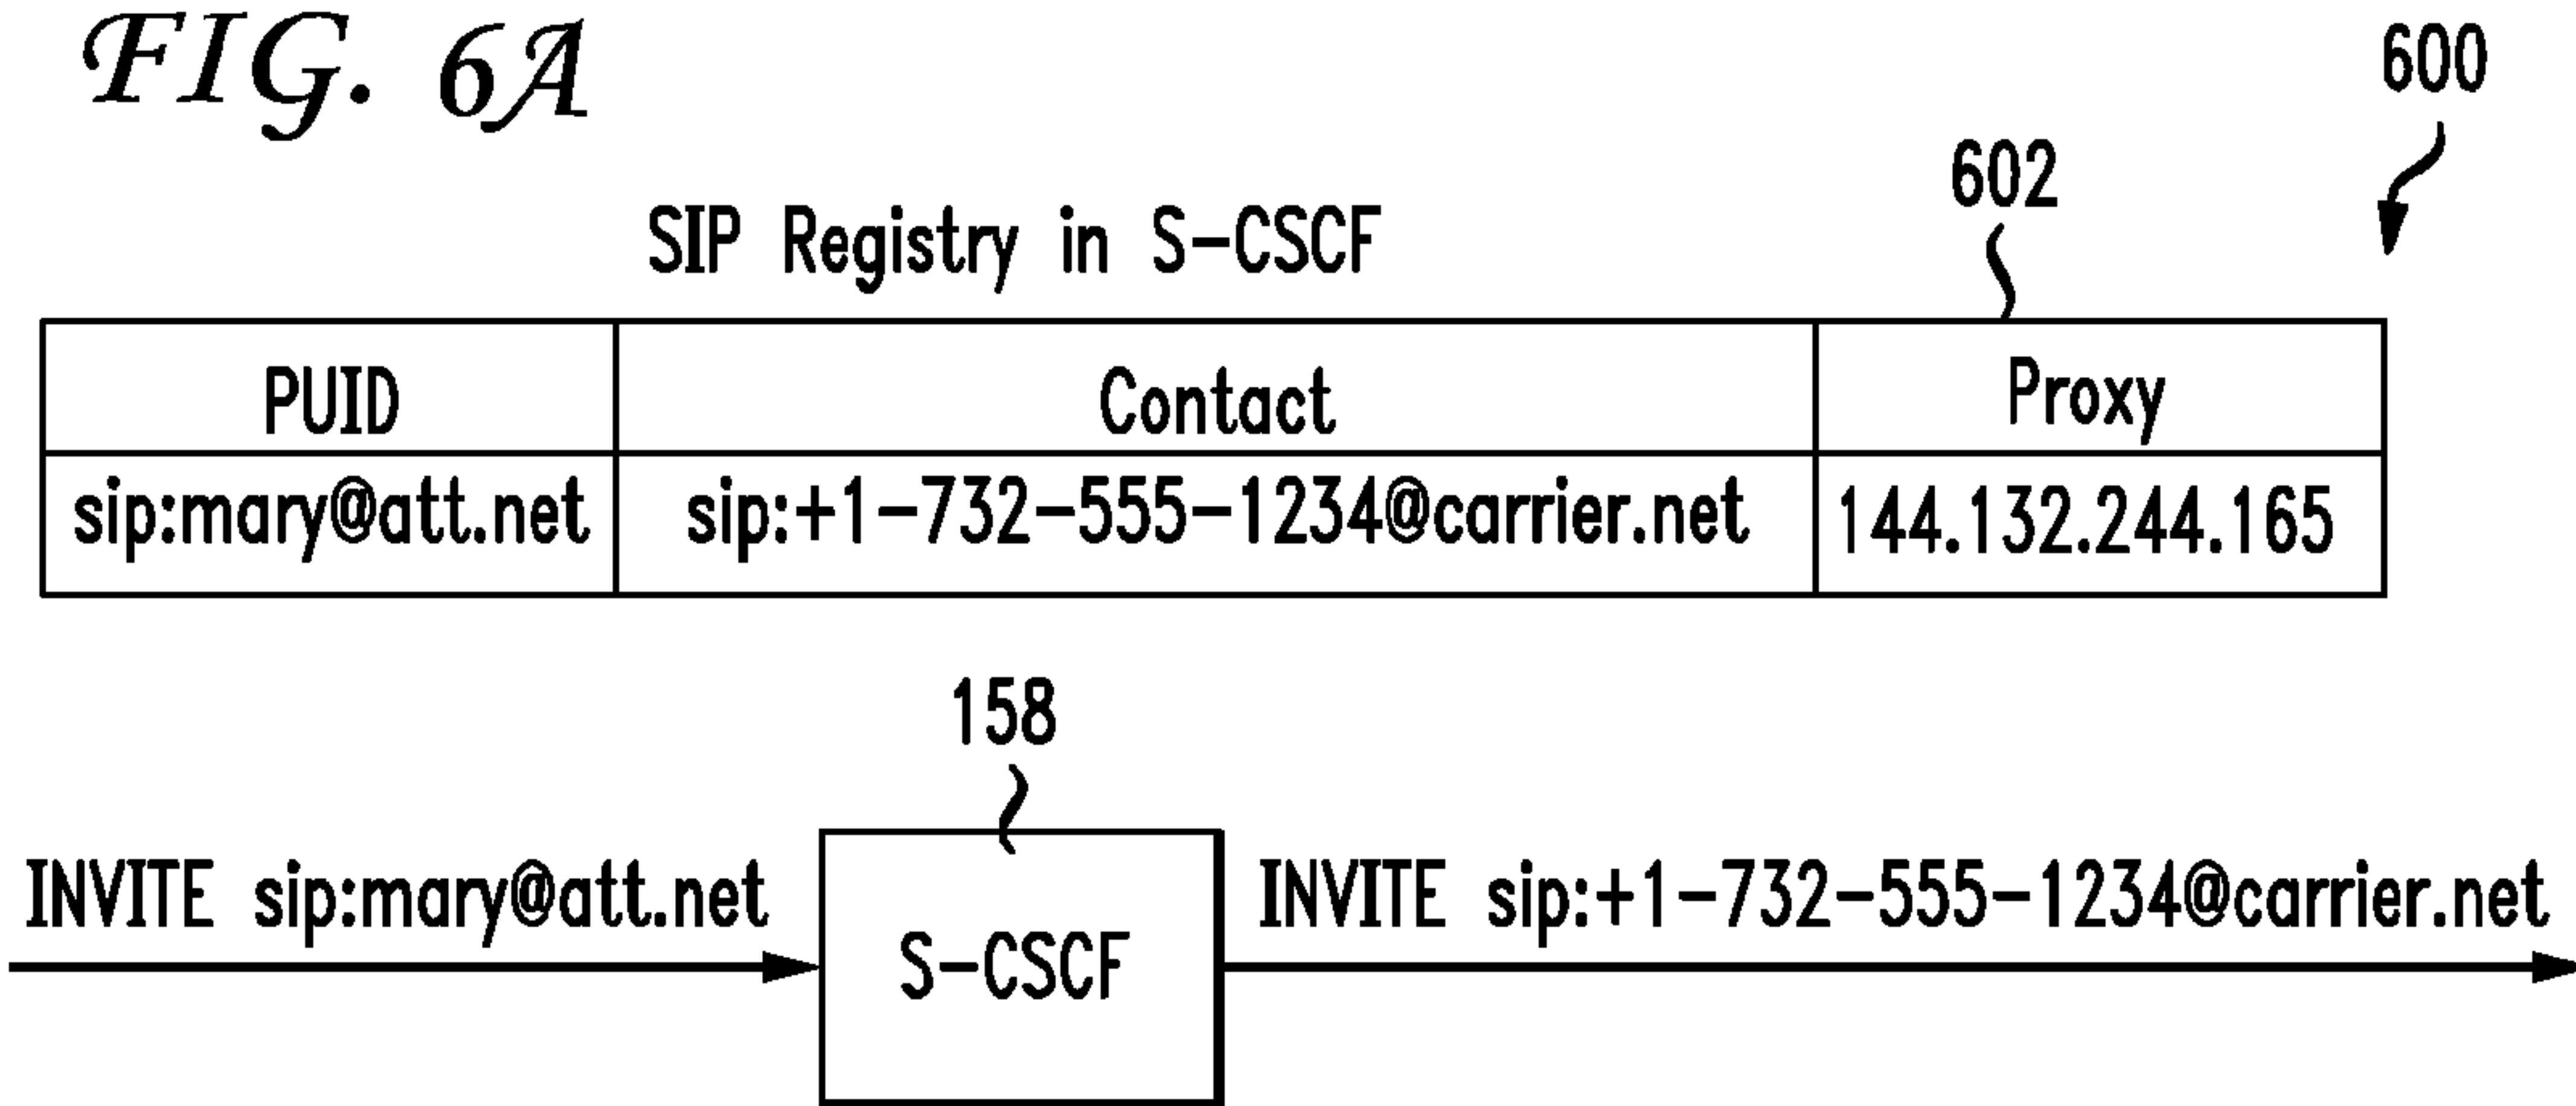 FIG. 6A
600
602
SIP Registry in S-CSCF
PUID Contact Proxy
sip:mary@att.net sip:+1-732-555-1234@carrier.net 144.132.244.165
158
INVITE sip:mary@att.net INVITE sip:+1-732-555-1234@carrier.net
S-CSCF